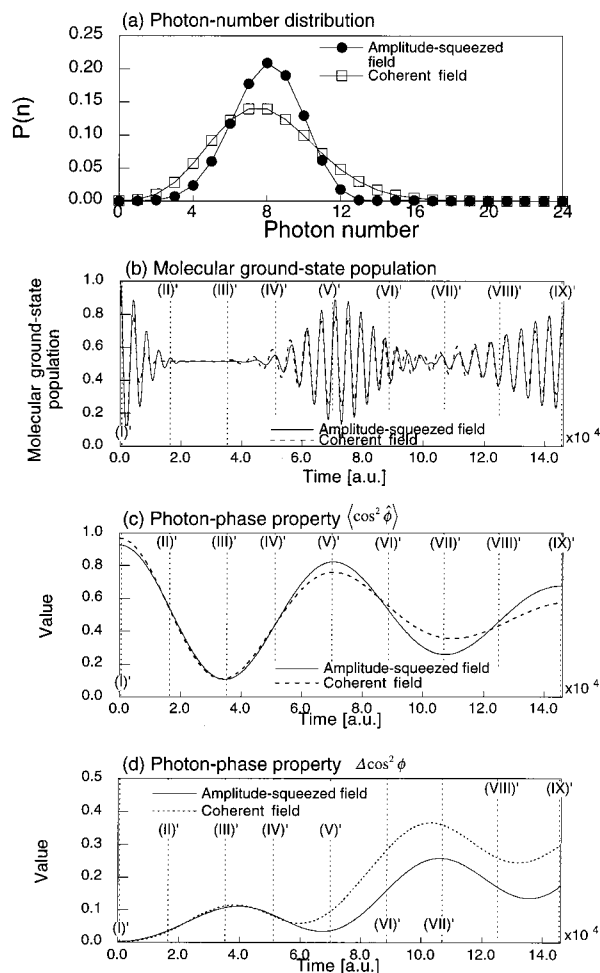 (a) Photon-number distribution
0.25
0.20
0.15
0.10
0.05
0.00
P(n)
Amplitude-squeezed
field
Coherent field
0 4 8 12 16 20 24
Photon number
(b) Molecular ground-state population
1.0
0.8
0.6
0.4
0.2
0.0
Molecular ground-state
population
(I)' (II)' (III)' (IV)' (V)' (VI)' (VII)' (VIII)' (IX)'
Amplitude-squeezed field
Coherent field
×10 4
0.0 2.0 4.0 6.0 8.0 10.0 12.0 14.0
Time [a.u.]
(c) Photon-phase property ⟨cos² φ̂⟩
1.0
0.8
0.6
0.4
0.2
0.0
Value
(I)' (II)' (III)' (IV)' (V)' (VI)' (VII)' (VIII)' (IX)'
Amplitude-squeezed field
Coherent field
×10 4
0.0 2.0 4.0 6.0 8.0 10.0 12.0 14.0
Time [a.u.]
(d) Photon-phase property Δcos² φ
0.5
0.4
0.3
0.2
0.1
0.0
Value
Amplitude-squeezed field
Coherent field
(VIII)' (IX)'
(II)' (III)' (IV)' (V)'
(I)' (VI)' (VII)'
×10 4
0.0 2.0 4.0 6.0 8.0 10.0 12.0 14.0
Time [a.u.]